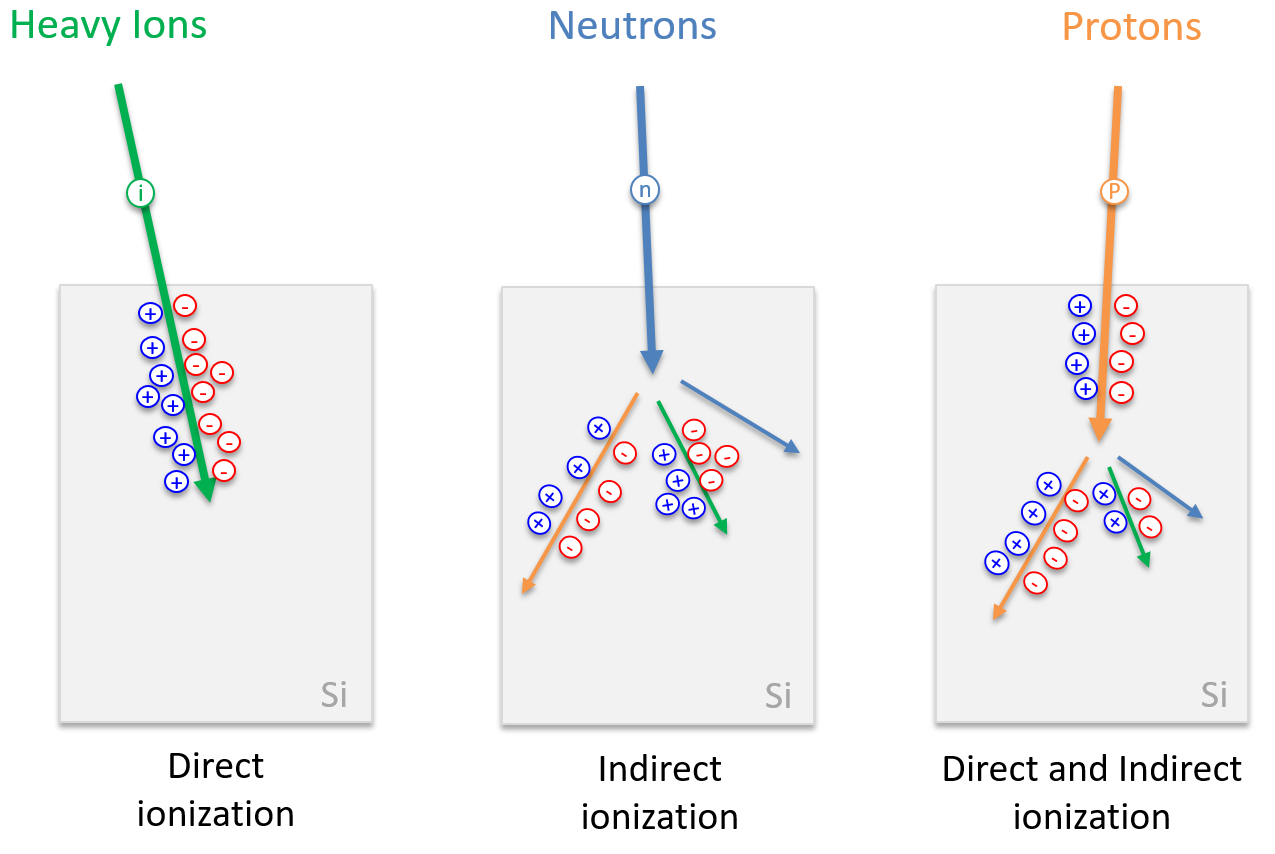 Heavy Ions
Neutrons
Protons
i
n
P
+ -
+ -
+ - -
+ + -
+ - -
+ -
+
Si
+ -
+ -
+ -
+ -
+ - - -
+ -
+ +
Si
+ -
+ -
+ -
+ -
+ - + -
+ - + -
+ -
+ -
Si
Direct
ionization
Indirect
ionization
Direct and Indirect
ionization